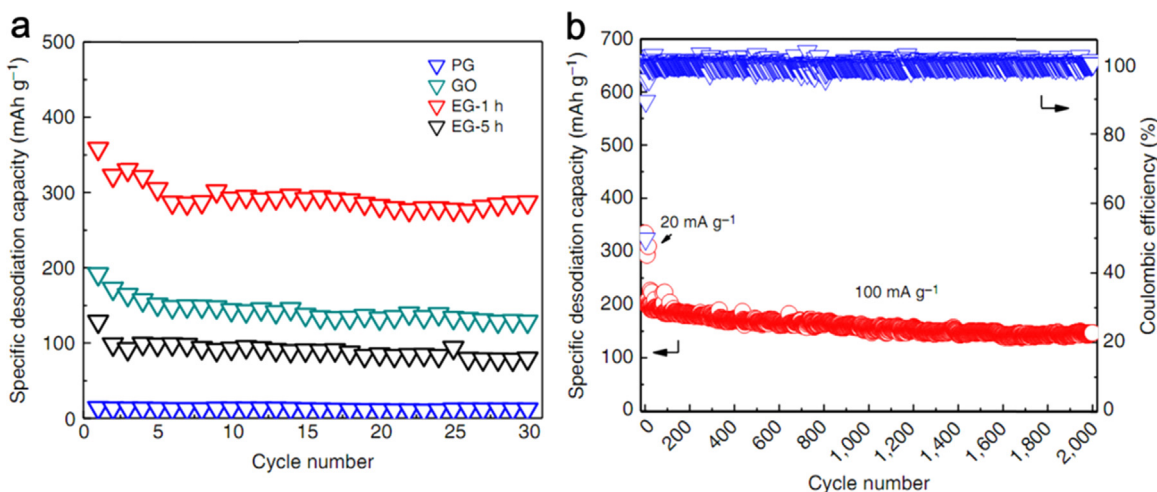 a
500
400
300
200
100
0
0
5
10
15
20
25
30
Specific desodiation capacity (mAh g⁻¹)
Cycle number
PG
GO
EG-1 h
EG-5 h
b
700
600
500
400
300
200
100
0
Specific desodiation capacity (mAh g⁻¹)
20 mA g⁻¹
100 mA g⁻¹
100
80
60
40
20
0
Coulombic efficiency (%)
0
200
400
600
800
1,000
1,200
1,400
1,600
1,800
2,000
Cycle number